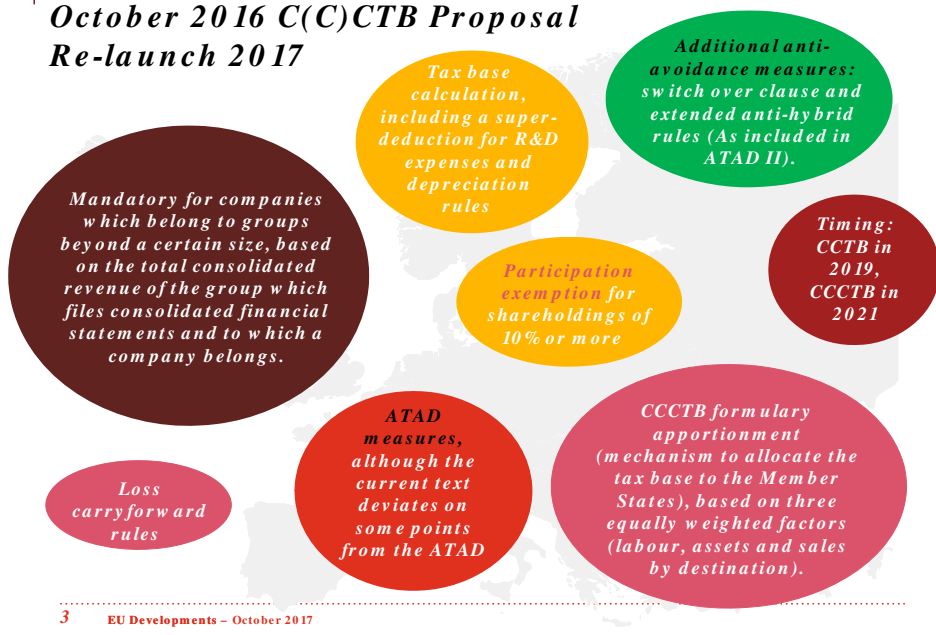 October 2016 C(C)CTB Proposal
Re-launch 2017
Tax base
calculation,
including a super-
deduction for R&D
expenses and
depreciation
rules
Additional anti-
avoidance measures:
switch over clause and
extended anti-hybrid
rules (As included in
ATAD II).
Mandatory for companies
which belong to groups
beyond a certain size, based
on the total consolidated
revenue of the group which
files consolidated financial
statements and to which a
company belongs.
Participation
exemption for
shareholdings of
10% or more
Timing:
CCTB in
2019,
CCCTB in
2021
ATAD
measures,
although the
current text
deviates on
some points
from the ATAD
CCCTB formulary
apportionment
(mechanism to allocate the
tax base to the Member
States), based on three
equally weighted factors
(labour, assets and sales
by destination).
Loss
carryforward
rules
3 EU Developments – October 2017